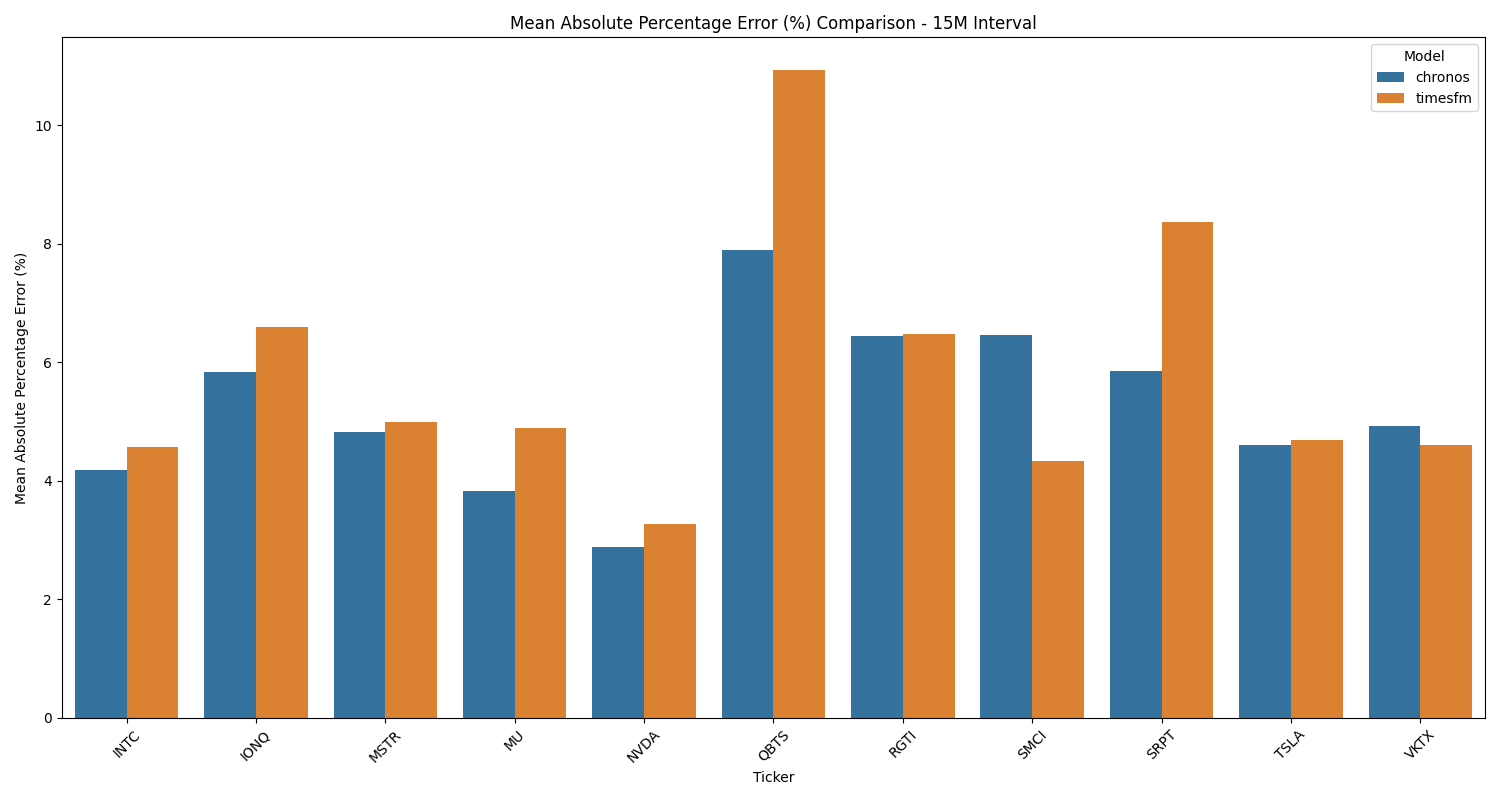 Mean Absolute Percentage Error (%) Comparison - 15M Interval
Model
chronos
timesfm
Mean Absolute Percentage Error (%)
10
8
6
4
2
0
INTC
IONQ
MSTR
MU
NVDA
QBTS
RGTI
SMCI
SRPT
TSLA
VKTX
Ticker